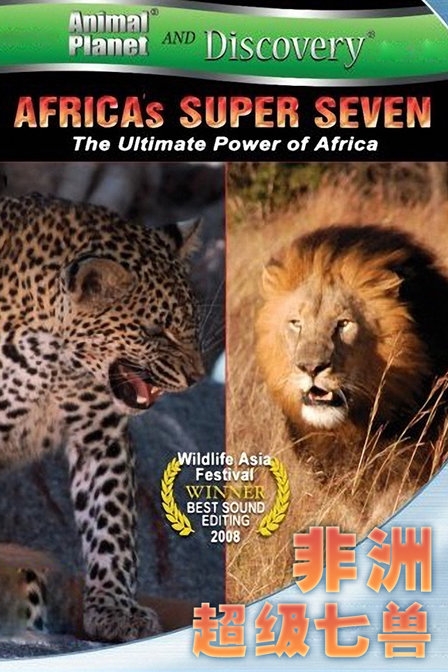 Animal Planet® AND Discovery®
AFRICA's SUPER SEVEN
The Ultimate Power of Africa
Wildlife Asia
Festival
WINNER
BEST SOUND
EDITING
2008
非洲
超级七兽